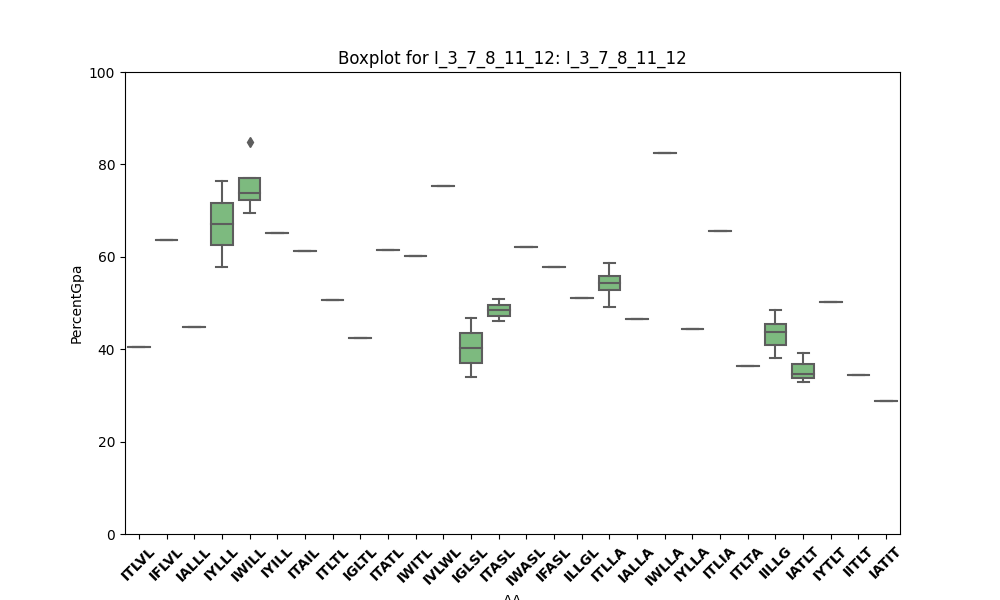 Boxplot for I_3_7_8_11_12: I_3_7_8_11_12
PercentGpa
100
80
60
40
20
0
ITLVL
IFLVL
IALLL
IYLLL
IWILL
IYILL
ITAIL
ITLTL
IGLTL
ITATL
IWITL
IVLWL
IGLSL
ITASL
IWASL
IFASL
ILLGL
ITLLA
IALLA
IWLLA
IYLLA
ITLIA
ITLTA
IILLG
IATLT
IYTLT
IITLT
IATIT
AA